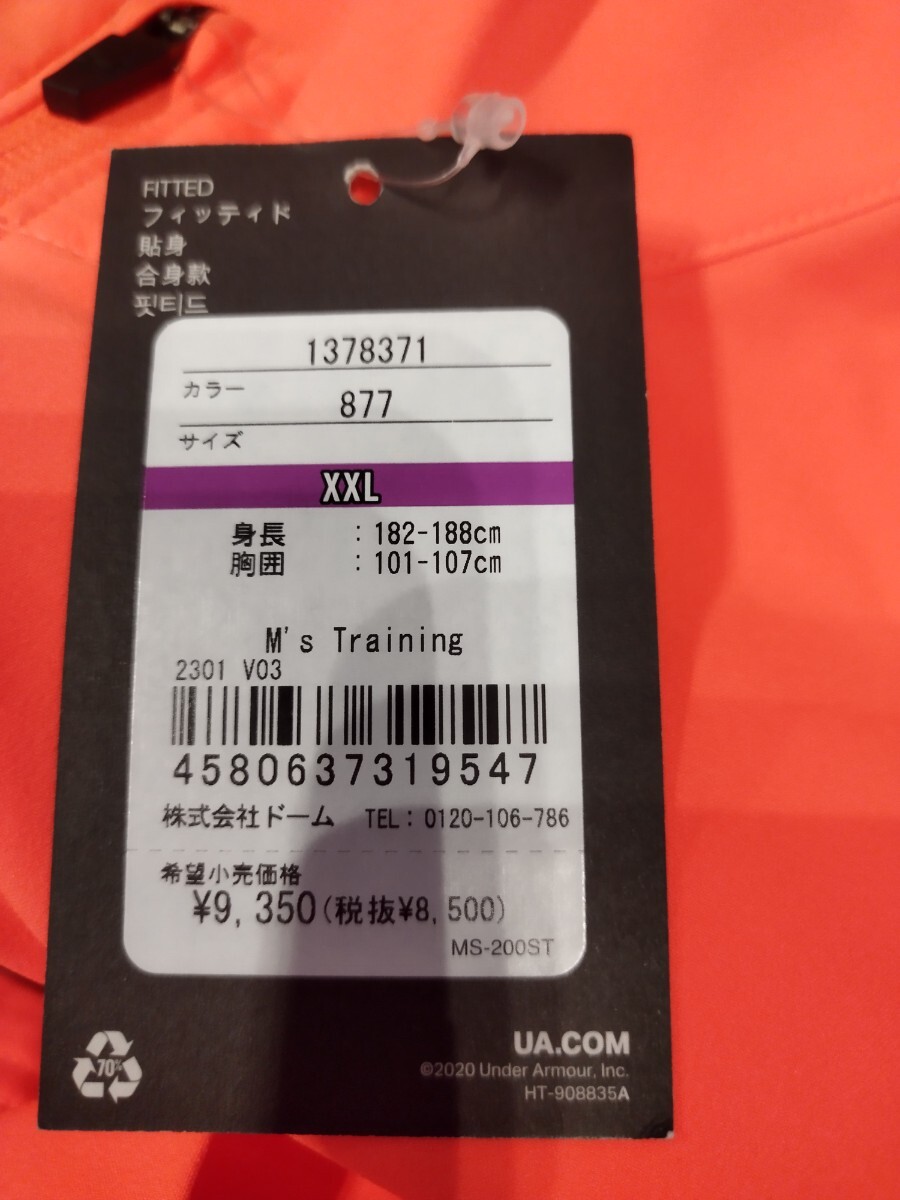 FITTED
フィッティド
貼身
合身款
핏티드
1378371
カラー
877
サイズ
XXL
身長 : 182-188cm
胸囲 : 101-107cm
M's Training
2301 V03
4580637319547
株式会社ドーム TEL: 0120-106-786
希望小売価格
¥9,350(税抜¥8,500)
MS-200ST
70%
UA.COM
©2020 Under Armour, Inc.
HT-908835A